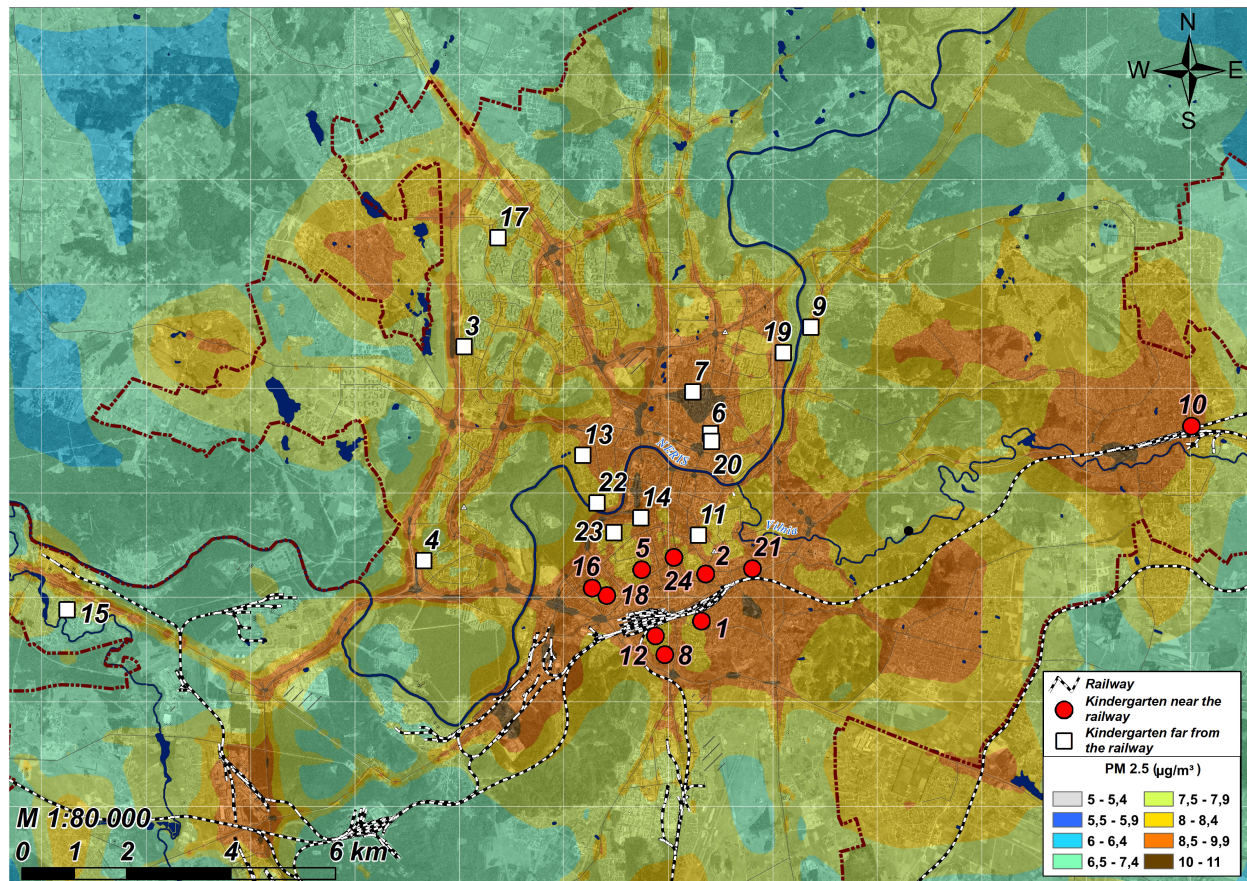 N
W E
S
17
3
9
19
7
10
6
13
NERIS
20
22
14
11
Vilnia
23
4
5
2
21
16
24
18
15
1
12
8
Railway
Kindergarten near the
railway
Kindergarten far from
the railway
PM 2.5 (µg/m³)
5 - 5,4 7,5 - 7,9
5,5 - 5,9 8 - 8,4
6 - 6,4 8,5 - 9,9
6,5 - 7,4 10 - 11
M 1:80 000
0 1 2 4 6 km